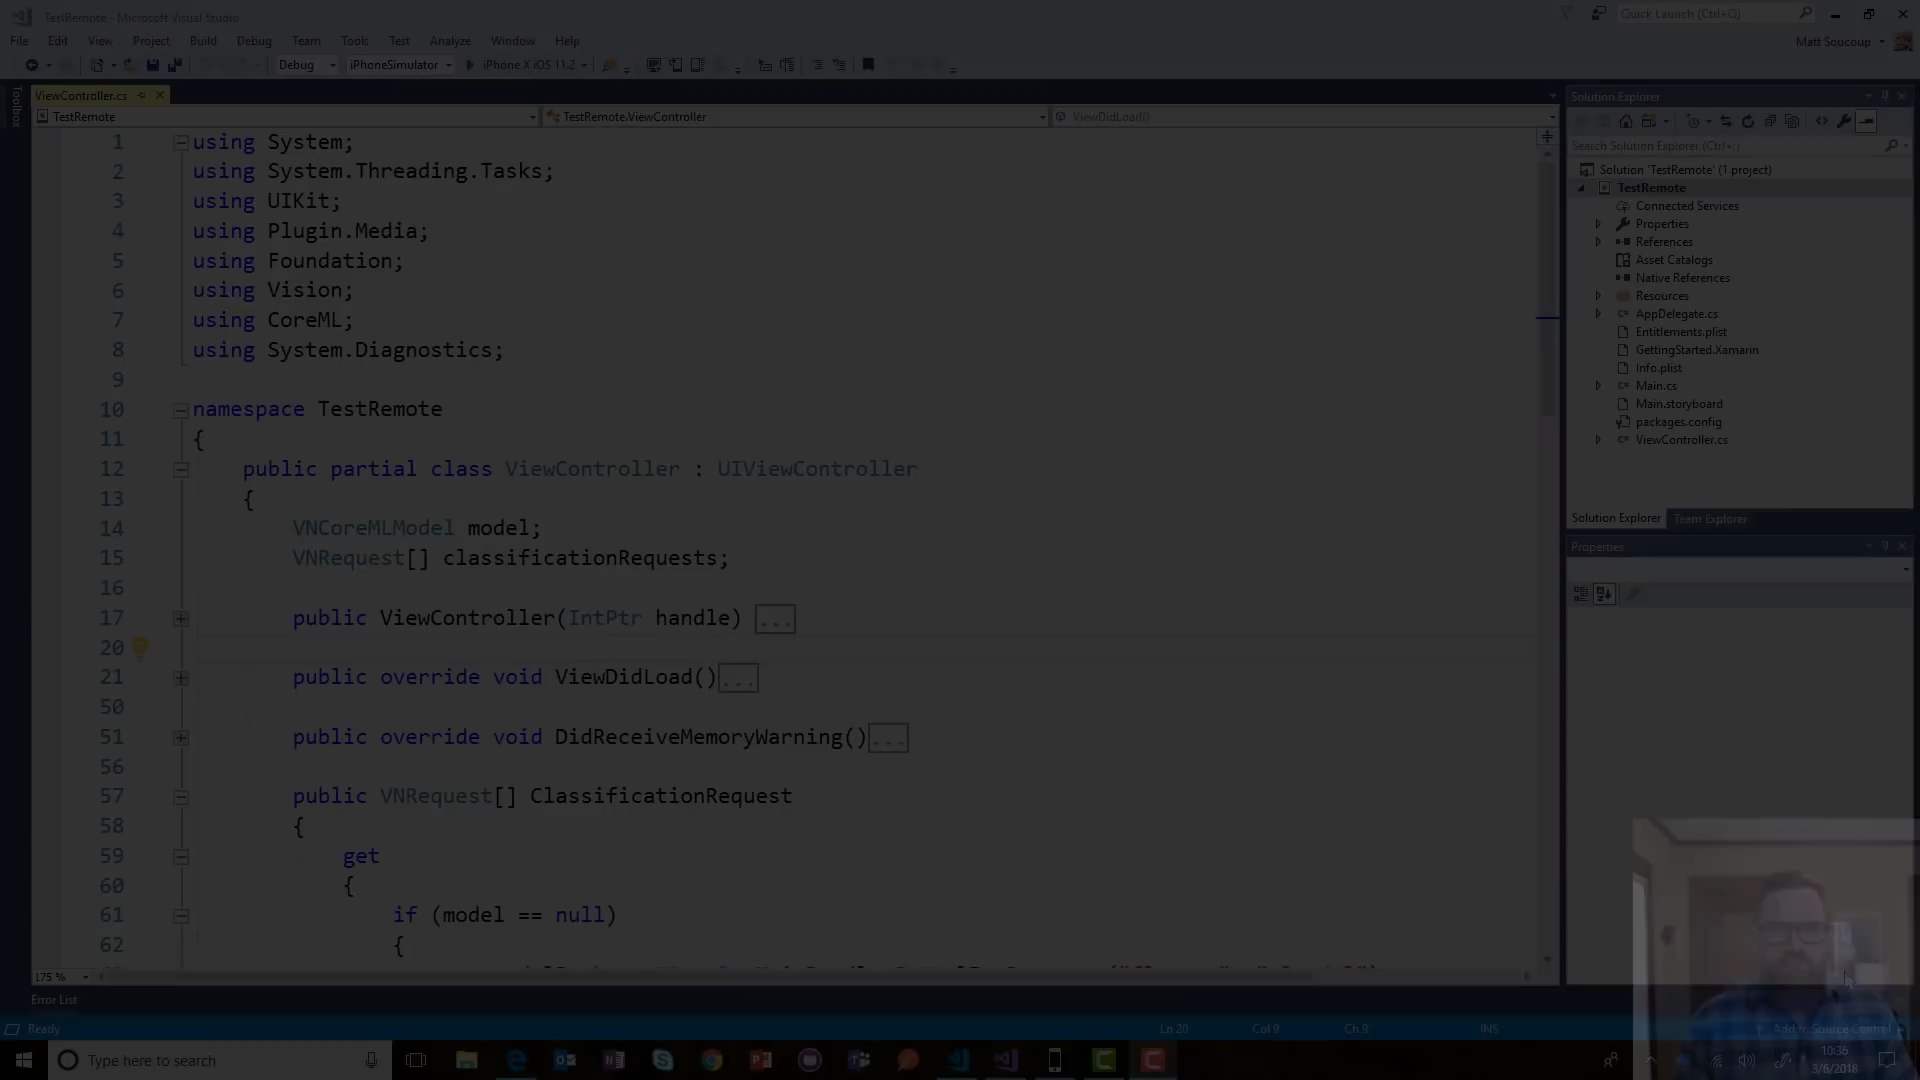 TestRemote - Microsoft Visual Studio
Quick Launch (Ctrl+Q)
File Edit View Project Build Debug Team Tools Test Analyze Window Help
Matt Soucoup
Debug iPhoneSimulator iPhone X iOS 11.2
Toolbox
ViewController.cs
TestRemote TestRemote.ViewController ViewDidLoad()
1 using System;
2 using System.Threading.Tasks;
3 using UIKit;
4 using Plugin.Media;
5 using Foundation;
6 using Vision;
7 using CoreML;
8 using System.Diagnostics;
9
10 namespace TestRemote
11 {
12 public partial class ViewController : UIViewController
13 {
14 VNCoreMLModel model;
15 VNRequest[] classificationRequests;
16
17 public ViewController(IntPtr handle) ...
20
21 public override void ViewDidLoad()...
50
51 public override void DidReceiveMemoryWarning()...
56
57 public VNRequest[] ClassificationRequest
58 {
59 get
60 {
61 if (model == null)
62 {
175 %
Solution Explorer
Search Solution Explorer (Ctrl+;)
Solution 'TestRemote' (1 project)
TestRemote
Connected Services
Properties
References
Asset Catalogs
Native References
Resources
AppDelegate.cs
Entitlements.plist
GettingStarted.Xamarin
Info.plist
Main.cs
Main.storyboard
packages.config
ViewController.cs
Solution Explorer Team Explorer
Properties
Error List
Ready Ln 20 Col 9 Ch 9 INS Add to Source Control
Type here to search
10:36
3/6/2018